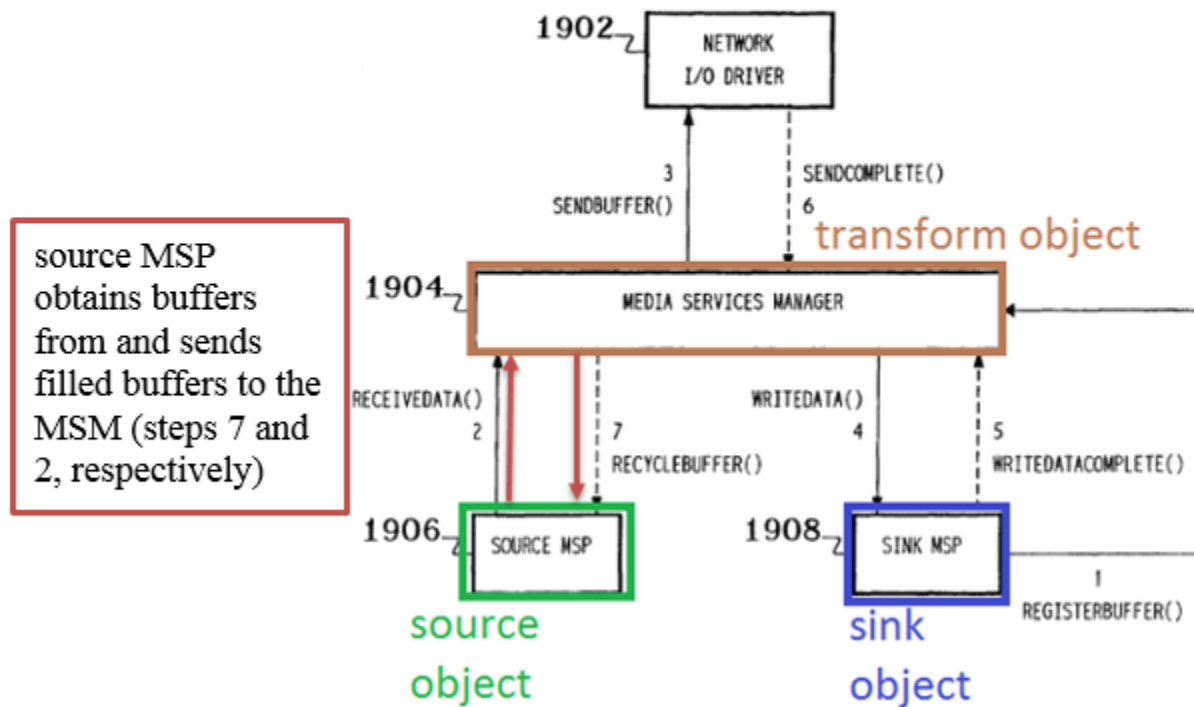 1902
NETWORK
I/O DRIVER
3
SENDBUFFER()
SENDCOMPLETE()
6
transform object
source MSP
obtains buffers
from and sends
filled buffers to the
MSM (steps 7 and
2, respectively)
1904
MEDIA SERVICES MANAGER
RECEIVEDATA()
2
7
RECYCLEBUFFER()
WRITEDATA()
4
5
WRITEDATACOMPLETE()
1906
SOURCE MSP
1908
SINK MSP
1
REGISTERBUFFER()
source
object
sink
object